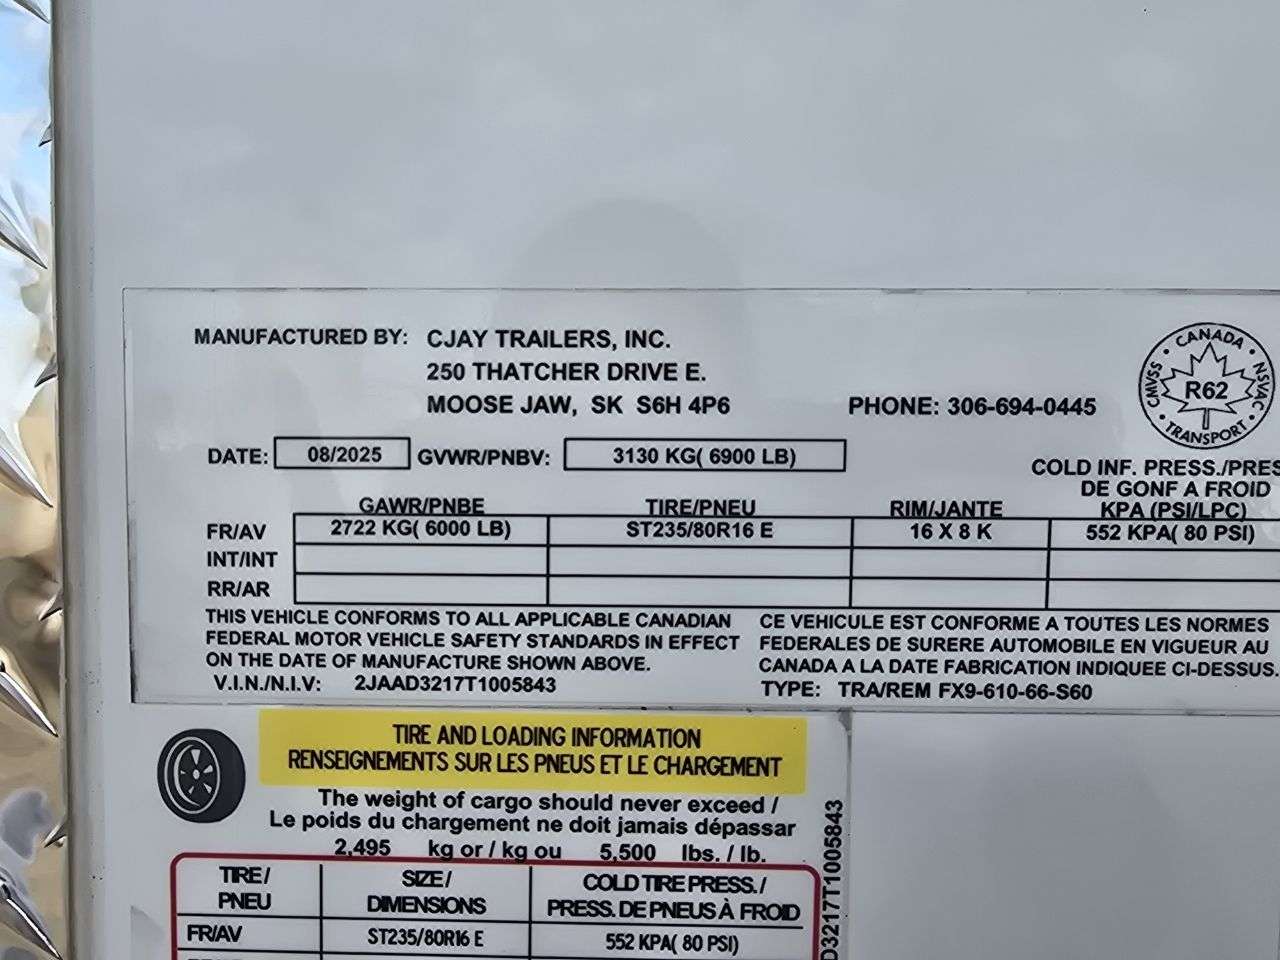 MANUFACTURED BY: CJAY TRAILERS, INC.
250 THATCHER DRIVE E.
MOOSE JAW, SK S6H 4P6 PHONE: 306-694-0445
CANADA
CMVSS R62 NSVAC
TRANSPORT
DATE: 08/2025 GVWR/PNBV: 3130 KG( 6900 LB)
COLD INF. PRESS./PRES
DE GONF A FROID
GAWR/PNBE TIRE/PNEU RIM/JANTE KPA (PSI/LPC)
FR/AV 2722 KG( 6000 LB) ST235/80R16 E 16 X 8 K 552 KPA( 80 PSI)
INT/INT
RR/AR
THIS VEHICLE CONFORMS TO ALL APPLICABLE CANADIAN
FEDERAL MOTOR VEHICLE SAFETY STANDARDS IN EFFECT
ON THE DATE OF MANUFACTURE SHOWN ABOVE.
CE VEHICULE EST CONFORME A TOUTES LES NORMES
FEDERALES DE SURERE AUTOMOBILE EN VIGUEUR AU
CANADA A LA DATE FABRICATION INDIQUEE CI-DESSUS.
V.I.N./N.I.V: 2JAAD3217T1005843
TYPE: TRA/REM FX9-610-66-S60
TIRE AND LOADING INFORMATION
RENSEIGNEMENTS SUR LES PNEUS ET LE CHARGEMENT
The weight of cargo should never exceed /
Le poids du chargement ne doit jamais dépassar
2,495 kg or / kg ou 5,500 lbs. / lb.
TIRE / SIZE / COLD TIRE PRESS. /
PNEU DIMENSIONS PRESS. DE PNEUS À FROID
FR/AV ST235/80R16 E 552 KPA( 80 PSI)
D3217T1005843